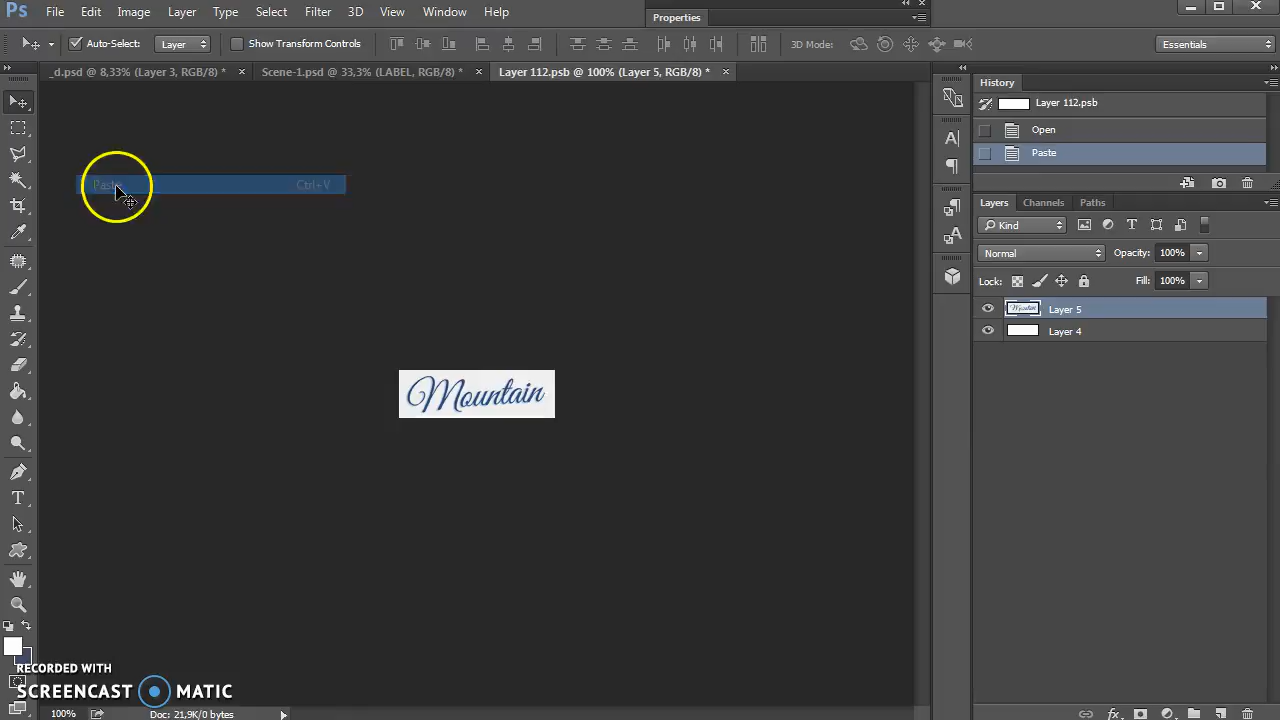 Ps File Edit Image Layer Type Select Filter 3D View Window Help
Properties
Auto-Select: Layer Show Transform Controls 3D Mode: Essentials
_d.psd @ 8,33% (Layer 3, RGB/8) * × Scene-1.psd @ 33,3% (LABEL, RGB/8) * × Layer 112.psb @ 100% (Layer 5, RGB/8) * ×
History
Layer 112.psb
Open
Paste
Paste Ctrl+V
Layers Channels Paths
Kind
Normal Opacity: 100%
Lock: Fill: 100%
Mountain Layer 5
Layer 4
Mountain
RECORDED WITH
SCREENCAST MATIC
100% Doc: 21,9K/0 bytes